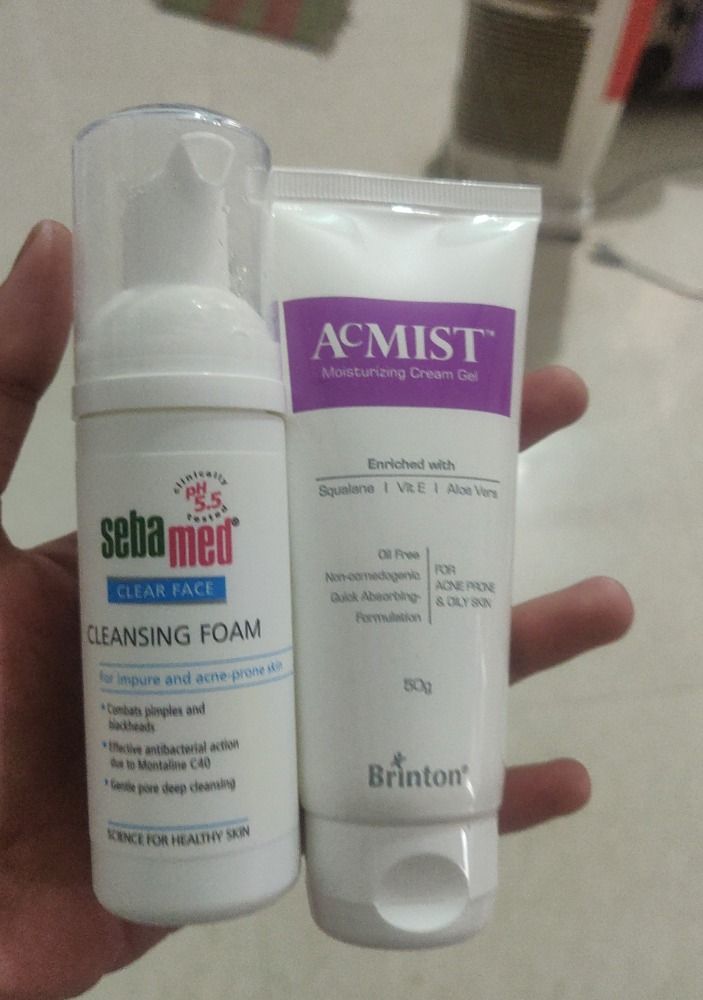 clinically
pH
5.5
tested
sebamed®
CLEAR FACE
CLEANSING FOAM
For impure and acne-prone skin
• Combats pimples and
blackheads
• Effective antibacterial action
due to Montaline C40
• Gentle pore deep cleansing
SCIENCE FOR HEALTHY SKIN
AcMIST™
Moisturizing Cream Gel
Enriched with
Squalane | Vit E | Aloe Vera
Oil Free
Non-comedogenic
Quick Absorbing-
Formulation
FOR
ACNE PRONE
& OILY SKIN
50g
Brinton®